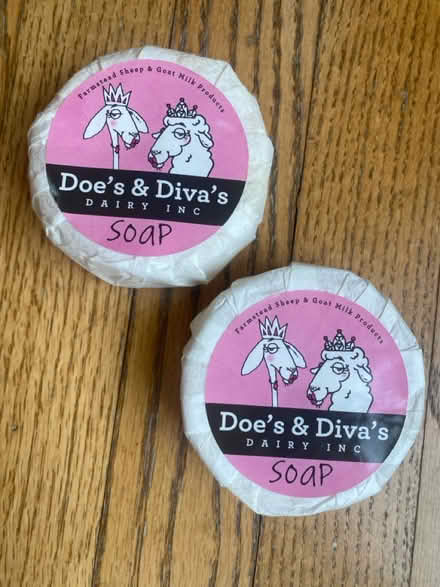 Farmstead Sheep & Goat Milk Products
Doe's & Diva's
DAIRY INC
SOAP
Farmstead Sheep & Goat Milk Products
Doe's & Diva's
DAIRY INC
SOAP